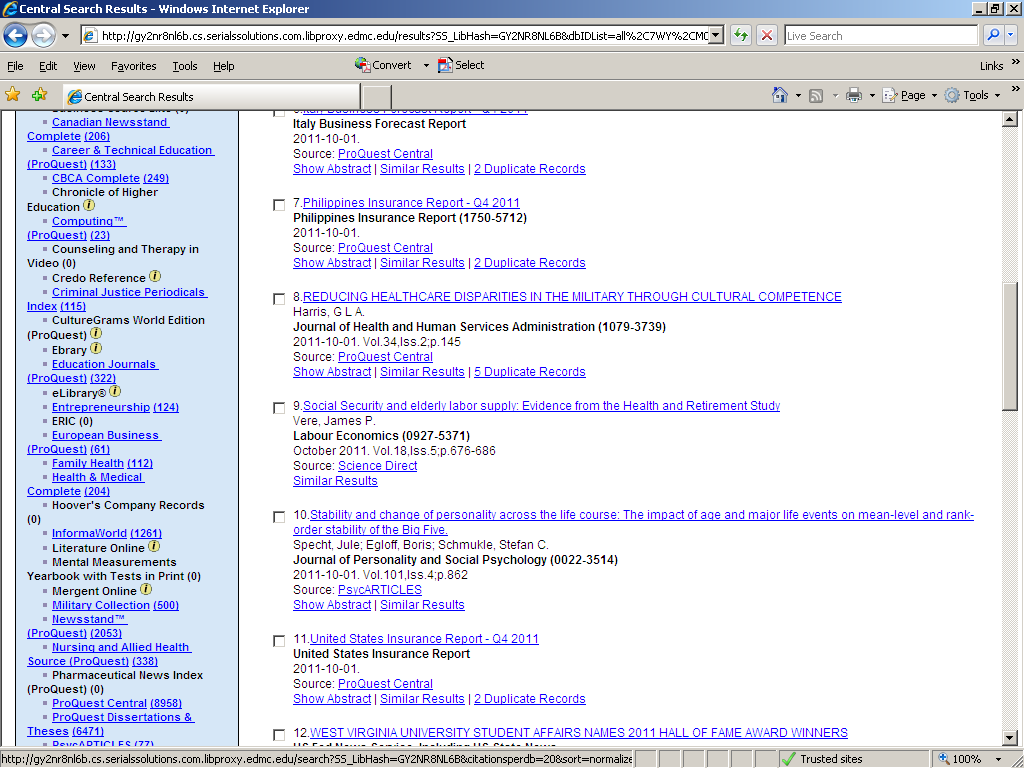 Central Search Results - Windows Internet Explorer
http://gy2nr8nl6b.cs.serialssolutions.com.libproxy.edmc.edu/results?SS_LibHash=GY2NR8NL6B&dbIDList=all%2C7WY%2CMC
Live Search
File Edit View Favorites Tools Help Convert Select Links »
Central Search Results Page Tools »
Canadian Newsstand
Complete (206)
Career & Technical Education
(ProQuest) (133)
CBCA Complete (249)
Chronicle of Higher
Education
Computing™
(ProQuest) (23)
Counseling and Therapy in
Video (0)
Credo Reference
Criminal Justice Periodicals
Index (115)
CultureGrams World Edition
(ProQuest)
Ebrary
Education Journals
(ProQuest) (322)
eLibrary®
Entrepreneurship (124)
ERIC (0)
European Business
(ProQuest) (61)
Family Health (112)
Health & Medical
Complete (204)
Hoover's Company Records
(0)
InformaWorld (1261)
Literature Online
Mental Measurements
Yearbook with Tests in Print (0)
Mergent Online
Military Collection (500)
Newsstand™
(ProQuest) (2053)
Nursing and Allied Health
Source (ProQuest) (338)
Pharmaceutical News Index
(ProQuest) (0)
ProQuest Central (8958)
ProQuest Dissertations &
Theses (6471)
PsycARTICLES (77)
Italy Business Forecast Report - Q4 2011
Italy Business Forecast Report
2011-10-01.
Source: ProQuest Central
Show Abstract | Similar Results | 2 Duplicate Records
7.Philippines Insurance Report - Q4 2011
Philippines Insurance Report (1750-5712)
2011-10-01.
Source: ProQuest Central
Show Abstract | Similar Results | 2 Duplicate Records
8.REDUCING HEALTHCARE DISPARITIES IN THE MILITARY THROUGH CULTURAL COMPETENCE
Harris, G L A.
Journal of Health and Human Services Administration (1079-3739)
2011-10-01. Vol.34,Iss.2;p.145
Source: ProQuest Central
Show Abstract | Similar Results | 5 Duplicate Records
9.Social Security and elderly labor supply: Evidence from the Health and Retirement Study
Vere, James P.
Labour Economics (0927-5371)
October 2011. Vol.18,Iss.5;p.676-686
Source: Science Direct
Similar Results
10.Stability and change of personality across the life course: The impact of age and major life events on mean-level and rank-
order stability of the Big Five.
Specht, Jule; Egloff, Boris; Schmukle, Stefan C.
Journal of Personality and Social Psychology (0022-3514)
2011-10-01. Vol.101,Iss.4;p.862
Source: PsycARTICLES
Show Abstract | Similar Results
11.United States Insurance Report - Q4 2011
United States Insurance Report
2011-10-01.
Source: ProQuest Central
Show Abstract | Similar Results | 2 Duplicate Records
12.WEST VIRGINIA UNIVERSITY STUDENT AFFAIRS NAMES 2011 HALL OF FAME AWARD WINNERS
US Fed News Service, Including US State News
http://gy2nr8nl6b.cs.serialssolutions.com.libproxy.edmc.edu/search?SS_LibHash=GY2NR8NL6B&citationsperdb=20&sort=normalize
Trusted sites 100%